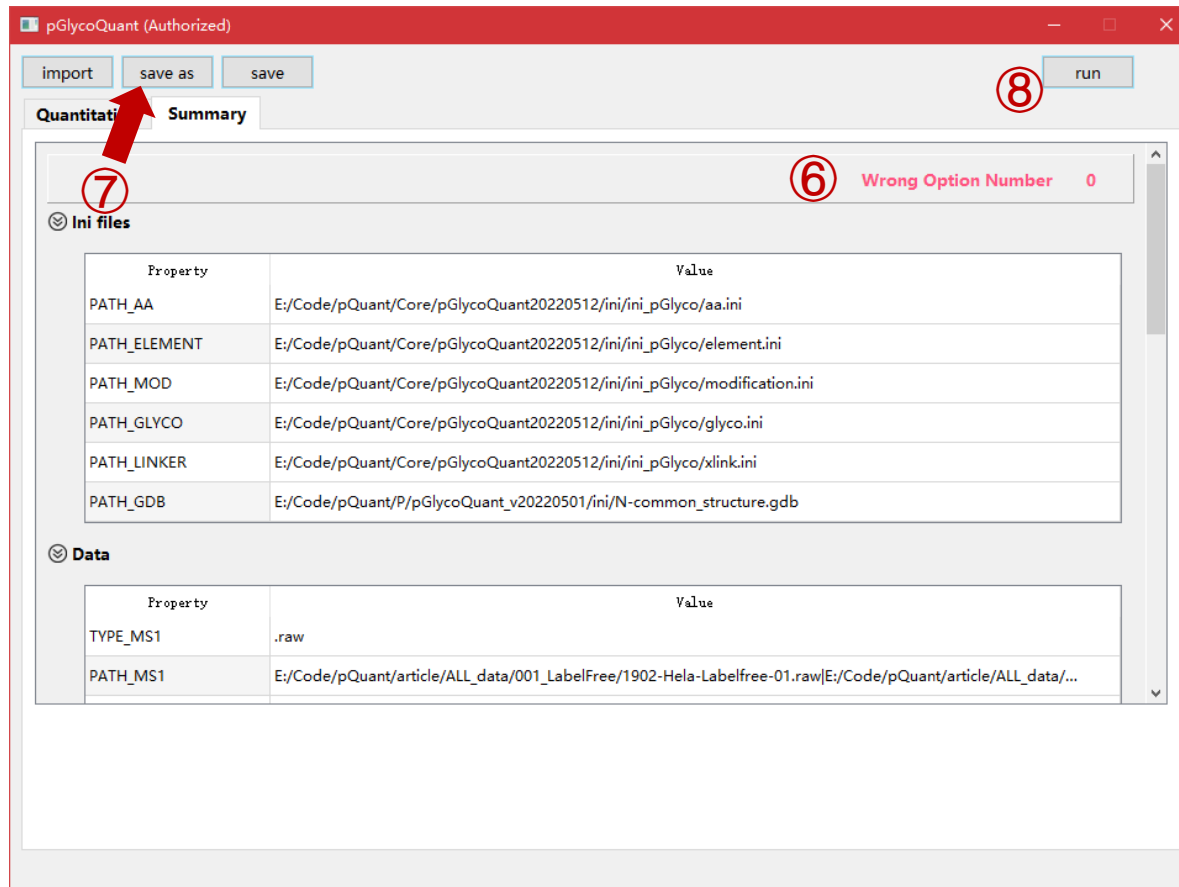 pGlycoQuant (Authorized)
import save as save run
⑧
Quantitati Summary
⑥ Wrong Option Number 0
⑦
Ini files
Property Value
PATH_AA E:/Code/pQuant/Core/pGlycoQuant20220512/ini/ini_pGlyco/aa.ini
PATH_ELEMENT E:/Code/pQuant/Core/pGlycoQuant20220512/ini/ini_pGlyco/element.ini
PATH_MOD E:/Code/pQuant/Core/pGlycoQuant20220512/ini/ini_pGlyco/modification.ini
PATH_GLYCO E:/Code/pQuant/Core/pGlycoQuant20220512/ini/ini_pGlyco/glyco.ini
PATH_LINKER E:/Code/pQuant/Core/pGlycoQuant20220512/ini/ini_pGlyco/xlink.ini
PATH_GDB E:/Code/pQuant/P/pGlycoQuant_v20220501/ini/N-common_structure.gdb
Data
Property Value
TYPE_MS1 .raw
PATH_MS1 E:/Code/pQuant/article/ALL_data/001_LabelFree/1902-Hela-Labelfree-01.raw|E:/Code/pQuant/article/ALL_data/...